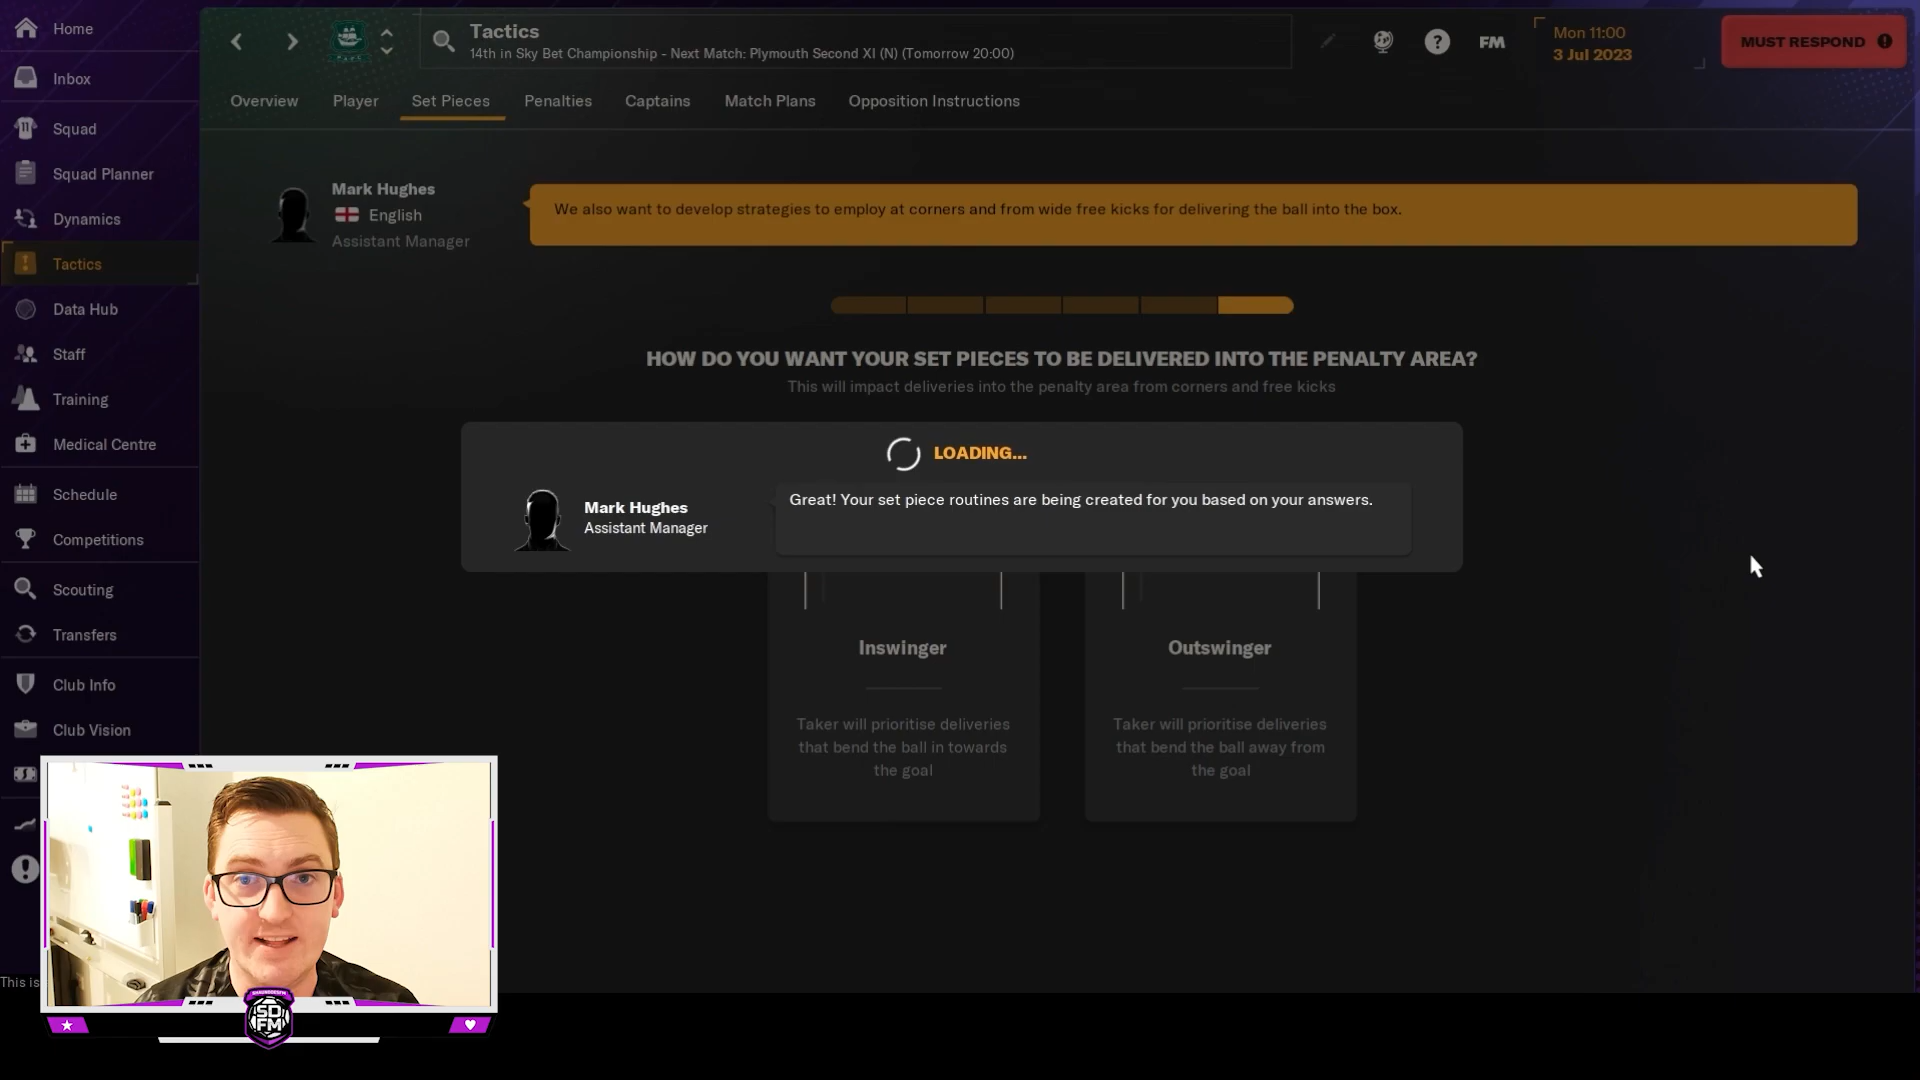 Home
Inbox
Squad
Squad Planner
Dynamics
Tactics
Data Hub
Staff
Training
Medical Centre
Schedule
Competitions
Scouting
Transfers
Club Info
Club Vision
This is
Tactics
14th in Sky Bet Championship - Next Match: Plymouth Second XI (N) (Tomorrow 20:00)
FM
Mon 11:00
3 Jul 2023
MUST RESPOND
Overview
Player
Set Pieces
Penalties
Captains
Match Plans
Opposition Instructions
Mark Hughes
English
Assistant Manager
We also want to develop strategies to employ at corners and from wide free kicks for delivering the ball into the box.
HOW DO YOU WANT YOUR SET PIECES TO BE DELIVERED INTO THE PENALTY AREA?
This will impact deliveries into the penalty area from corners and free kicks
LOADING...
Mark Hughes
Assistant Manager
Great! Your set piece routines are being created for you based on your answers.
Inswinger
Taker will prioritise deliveries
that bend the ball in towards
the goal
Outswinger
Taker will prioritise deliveries
that bend the ball away from
the goal
SD
FM